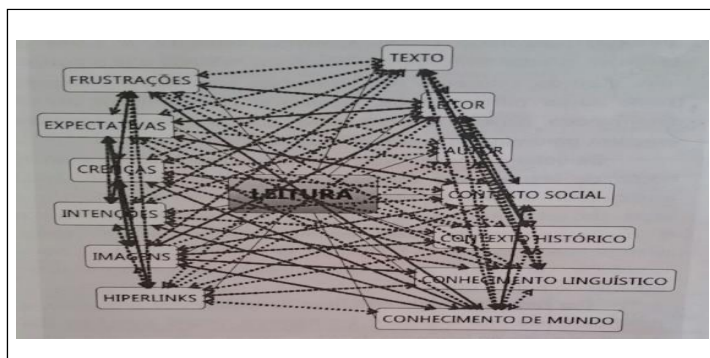 TEXTO
FRUSTRAÇÕES
LEITOR
EXPECTATIVAS
AUTOR
CRENÇAS
LEITURA
CONTEXTO SOCIAL
INTENÇÕES
CONTEXTO HISTÓRICO
IMAGENS
CONHECIMENTO LINGUÍSTICO
HIPERLINKS
CONHECIMENTO DE MUNDO